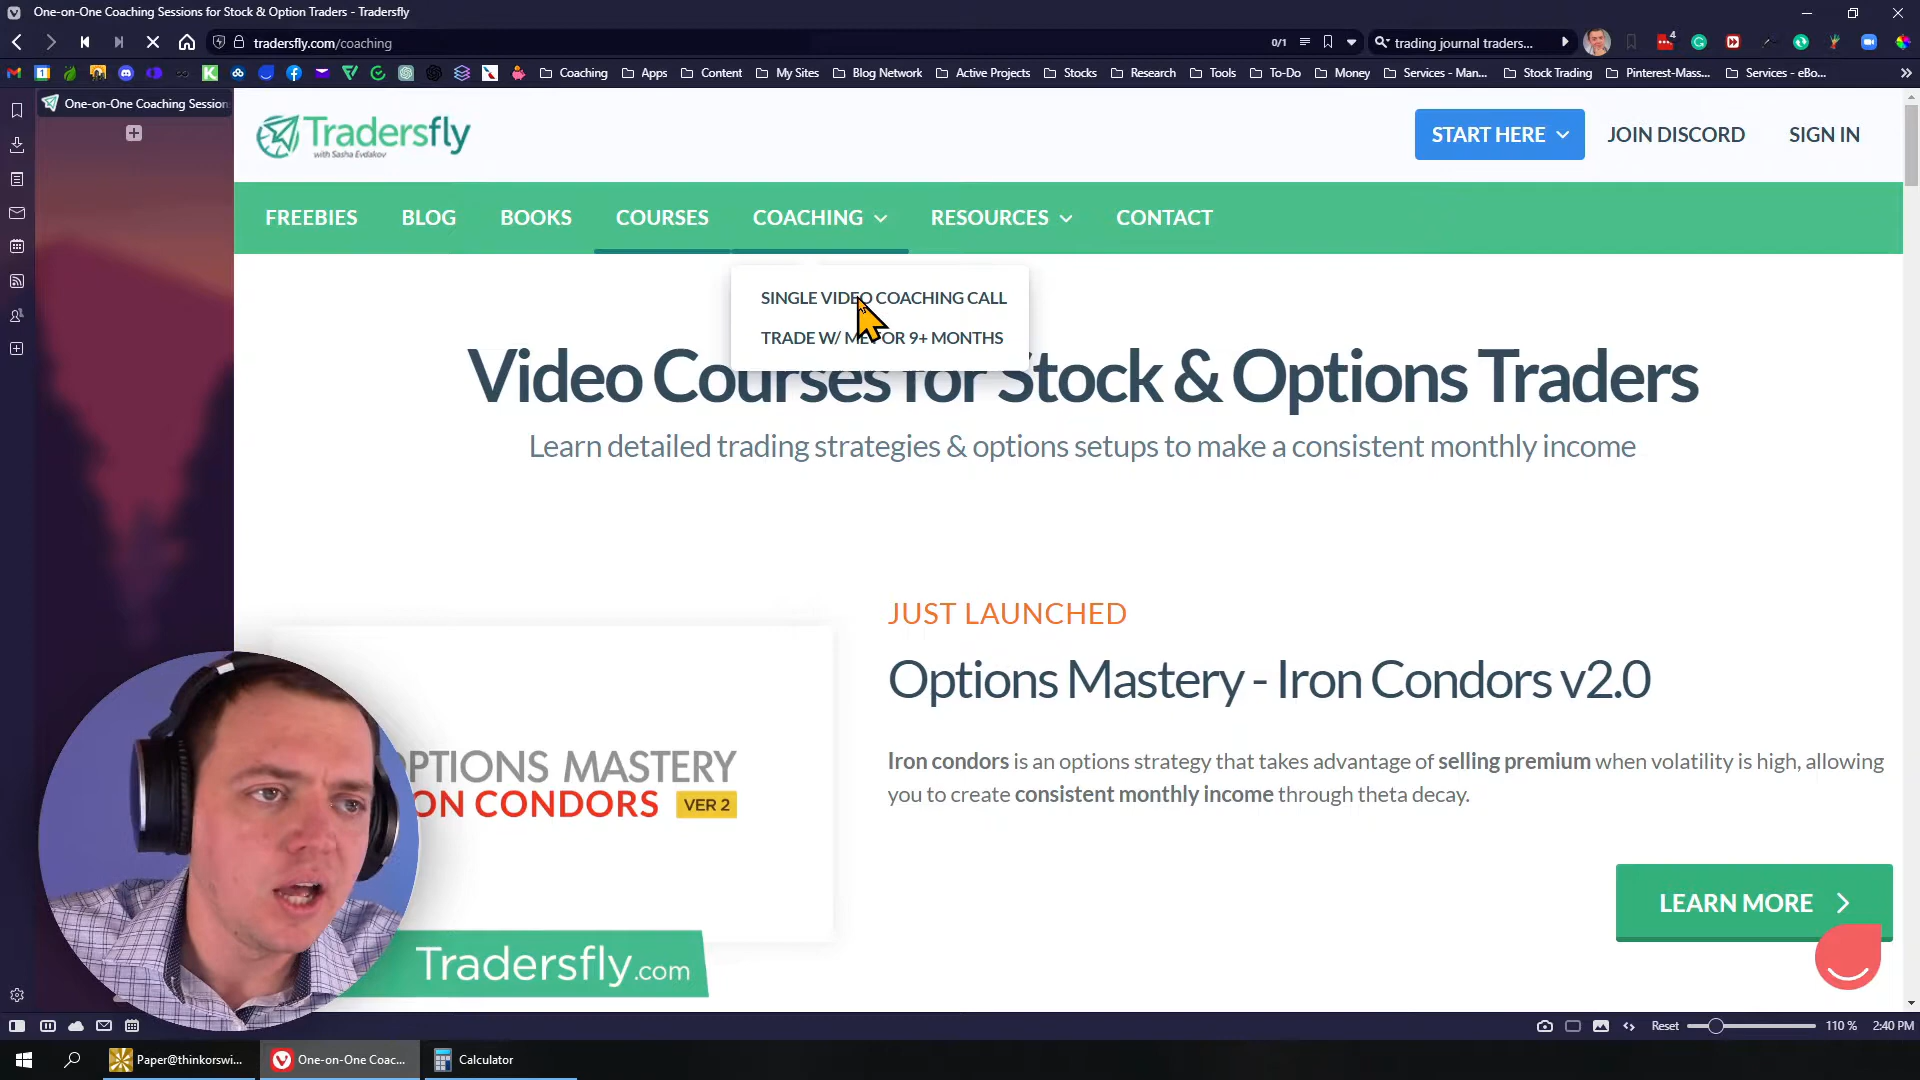 One-on-One Coaching Sessions for Stock & Option Traders - Tradersfly
tradersfly.com/coaching
0/1
trading journal traders...
4
Coaching
Apps
Content
My Sites
Blog Network
Active Projects
Stocks
Research
Tools
To-Do
Money
Services - Man...
Stock Trading
Pinterest-Mass...
Services - eBo...
One-on-One Coaching Session
Tradersfly
with Sasha Evdakov
START HERE
JOIN DISCORD
SIGN IN
FREEBIES
BLOG
BOOKS
COURSES
COACHING
RESOURCES
CONTACT
SINGLE VIDEO COACHING CALL
TRADE W/ ME FOR 9+ MONTHS
Video Courses for Stock & Options Traders
Learn detailed trading strategies & options setups to make a consistent monthly income
JUST LAUNCHED
Options Mastery - Iron Condors v2.0
Iron condors is an options strategy that takes advantage of selling premium when volatility is high, allowing
you to create consistent monthly income through theta decay.
OPTIONS MASTERY
ON CONDORS VER 2
LEARN MORE
Tradersfly.com
Reset
110 %
2:40 PM
Paper@thinkorswi...
One-on-One Coac...
Calculator